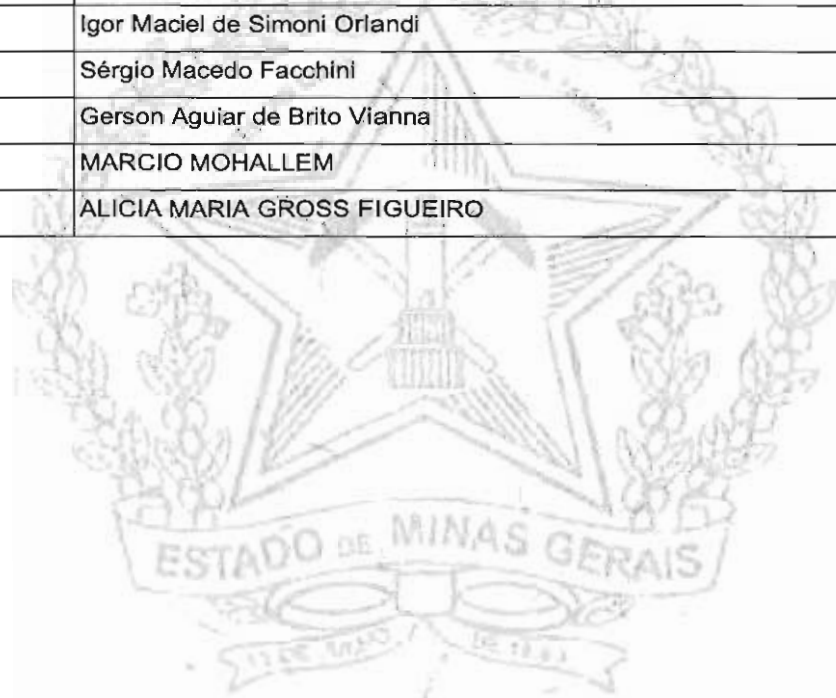 Igor Maciel de Simoni Orlandi
Sérgio Macedo Facchini
Gerson Aguiar de Brito Vianna
MARCIO MOHALLEM
ALICIA MARIA GROSS FIGUEIRO
ESTADO DE MINAS GERAIS